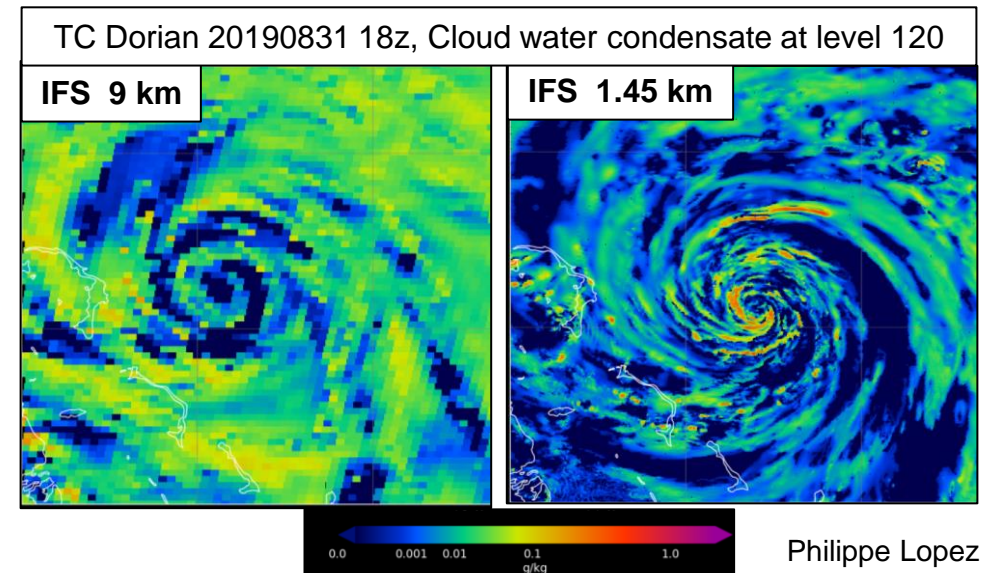 TC Dorian 20190831 18z, Cloud water condensate at level 120
IFS 9 km
IFS 1.45 km
0.0 0.001 0.01 0.1 1.0
g/kg
Philippe Lopez